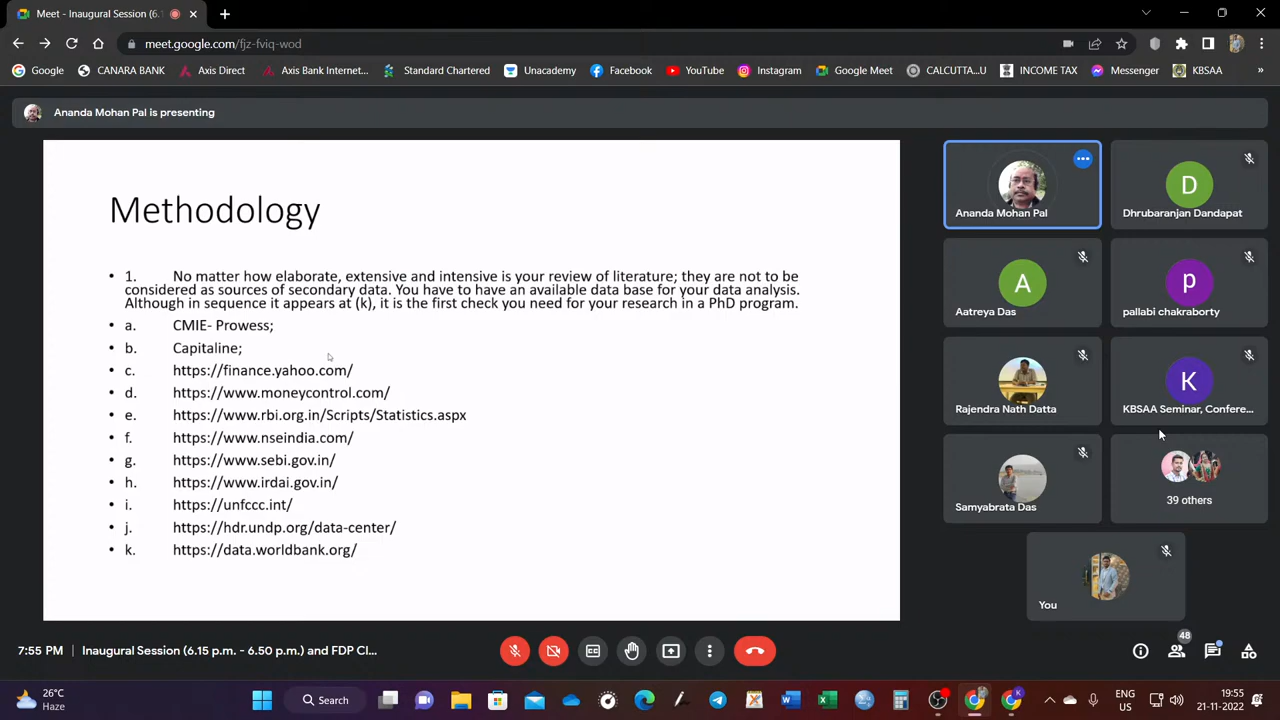 Meet - Inaugural Session (6.1
meet.google.com/fjz-fviq-wod
Google
CANARA BANK
Axis Direct
Axis Bank Internet...
Standard Chartered
Unacademy
Facebook
YouTube
Instagram
Google Meet
CALCUTTA...U
INCOME TAX
Messenger
KBSAA
»
Ananda Mohan Pal is presenting
Methodology
• 1. No matter how elaborate, extensive and intensive is your review of literature; they are not to be
considered as sources of secondary data. You have to have an available data base for your data analysis.
Although in sequence it appears at (k), it is the first check you need for your research in a PhD program.
• a. CMIE- Prowess;
• b. Capitaline;
• c. https://finance.yahoo.com/
• d. https://www.moneycontrol.com/
• e. https://www.rbi.org.in/Scripts/Statistics.aspx
• f. https://www.nseindia.com/
• g. https://www.sebi.gov.in/
• h. https://www.irdai.gov.in/
• i. https://unfccc.int/
• j. https://hdr.undp.org/data-center/
• k. https://data.worldbank.org/
Ananda Mohan Pal
D
Dhrubaranjan Dandapat
A
Aatreya Das
p
pallabi chakraborty
Rajendra Nath Datta
K
KBSAA Seminar, Confere...
Samyabrata Das
39 others
You
7:55 PM | Inaugural Session (6.15 p.m. - 6.50 p.m.) and FDP Cl...
48
26°C
Haze
Search
ENG
US
19:55
21-11-2022